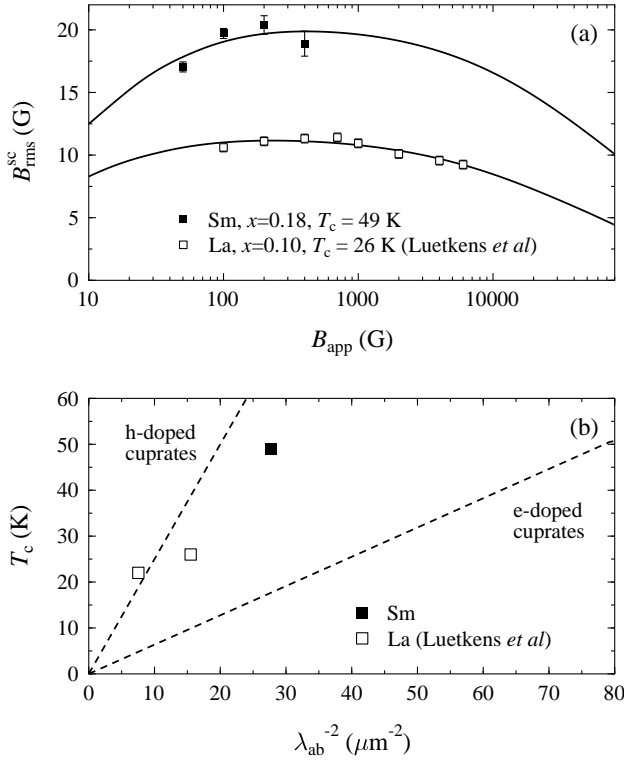 20
15
10
5
0
B_rms^sc (G)
(a)
Sm, x=0.18, T_c = 49 K
La, x=0.10, T_c = 26 K (Luetkens et al)
10 100 1000 10000
B_app (G)
60
50
40
30
20
10
0
T_c (K)
(b)
h-doped
cuprates
e-doped
cuprates
Sm
La (Luetkens et al)
0 10 20 30 40 50 60 70 80
λ_ab^-2 (μm^-2)